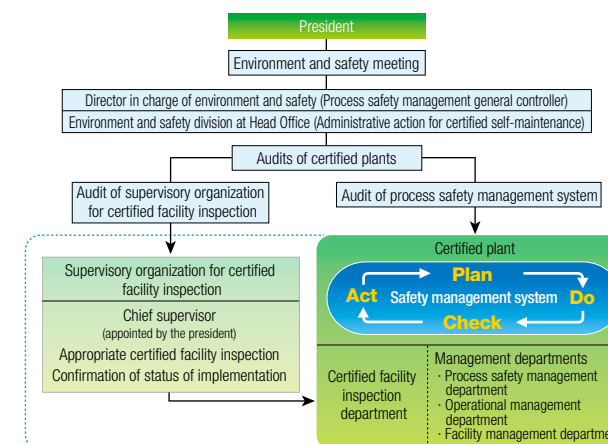 President
Environment and safety meeting
Director in charge of environment and safety (Process safety management general controller)
Environment and safety division at Head Office (Administrative action for certified self-maintenance)
Audits of certified plants
Audit of supervisory organization
for certified facility inspection
Audit of process safety management system
Supervisory organization for certified
facility inspection
Chief supervisor
(appointed by the president)
Appropriate certified facility inspection
Confirmation of status of implementation
Certified plant
Plan
Act
Safety management system
Do
Check
Certified facility
inspection
department
Management departments
· Process safety management
department
· Operational management
department
· Facility management departme